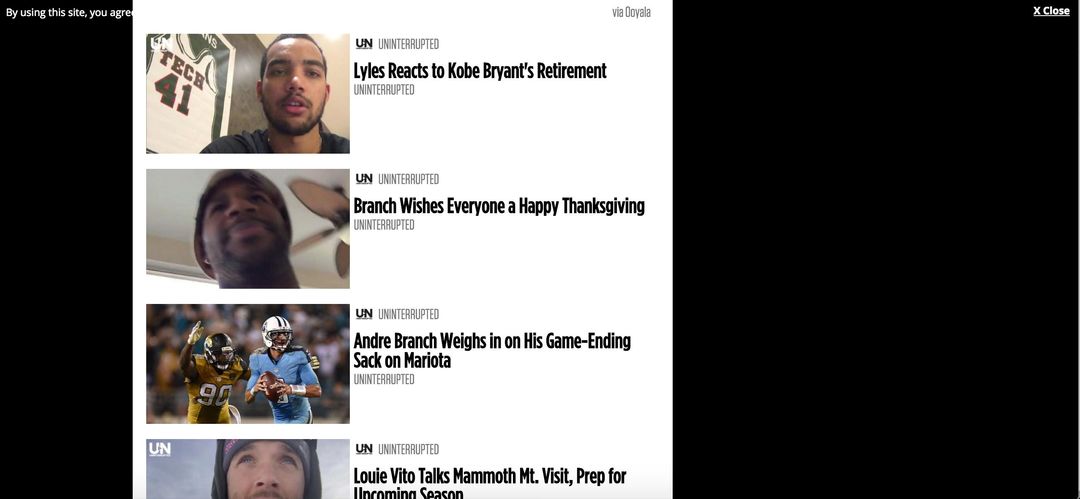 By using this site, you agree
X Close
via Ooyala
UN
TECH
41
UN UNINTERRUPTED
Lyles Reacts to Kobe Bryant's Retirement
UNINTERRUPTED
UN UNINTERRUPTED
Branch Wishes Everyone a Happy Thanksgiving
UNINTERRUPTED
90
UN UNINTERRUPTED
Andre Branch Weighs in on His Game-Ending
Sack on Mariota
UNINTERRUPTED
UN
UN UNINTERRUPTED
Louie Vito Talks Mammoth Mt. Visit, Prep for
Upcoming Season